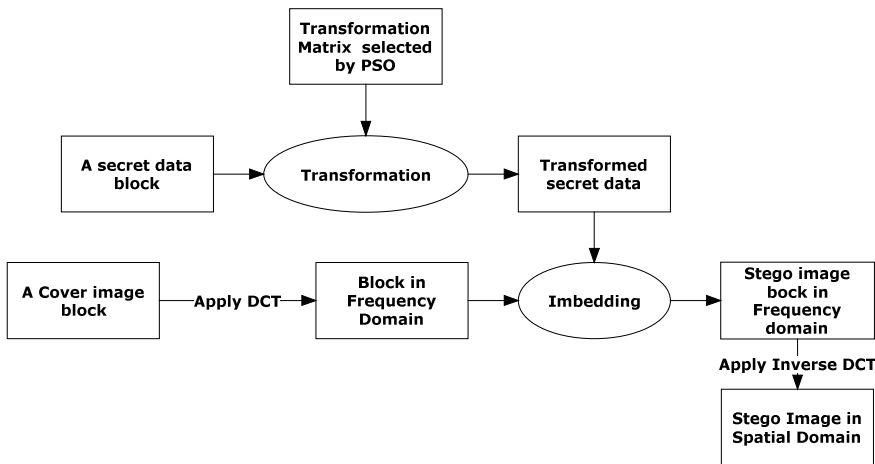 Transformation
Matrix selected
by PSO
A secret data
block
Transformation
Transformed
secret data
A Cover image
block
Apply DCT
Block in
Frequency
Domain
Imbedding
Stego image
bock in
Frequency
domain
Apply Inverse DCT
Stego Image in
Spatial Domain